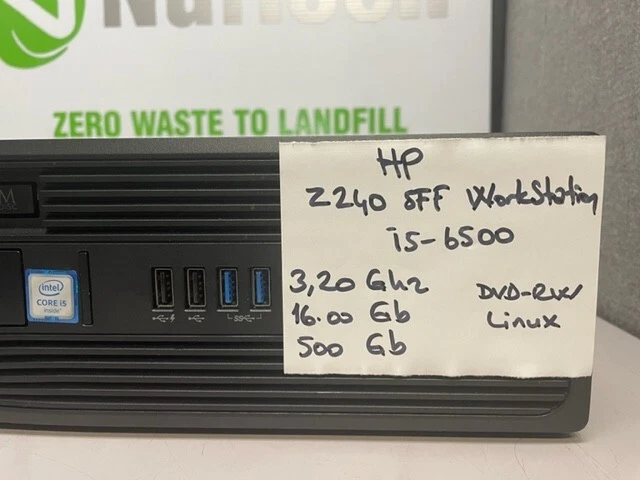 ZERO WASTE TO LANDFILL
HP
Z240 SFF Workstation
i5-6500
3,20 Ghz
16.00 Gb
500 Gb
DVD-RW
Linux
M
intel
CORE i5
inside
SS